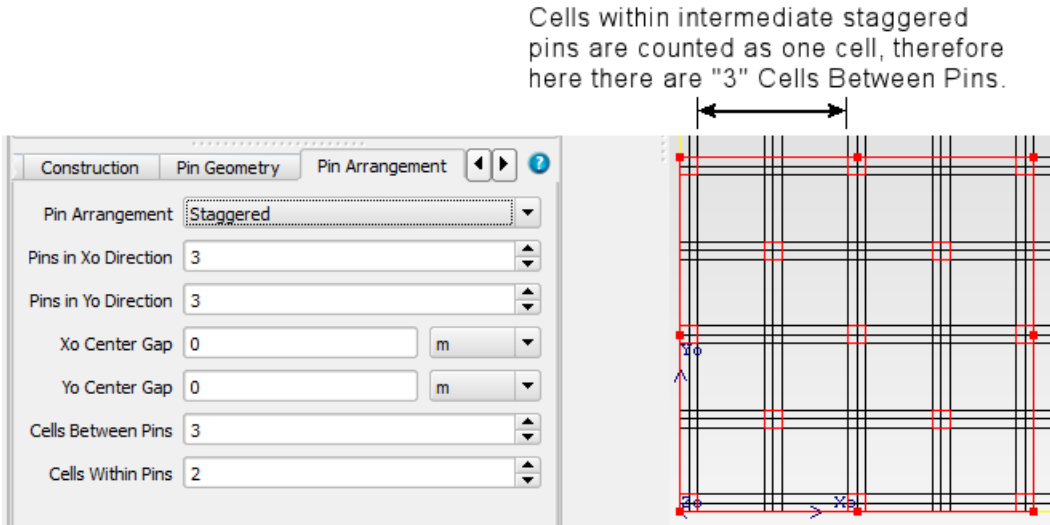 Cells within intermediate staggered
pins are counted as one cell, therefore
here there are "3" Cells Between Pins.
Construction Pin Geometry Pin Arrangement ?
Pin Arrangement Staggered
Pins in Xo Direction 3
Pins in Yo Direction 3
Xo Center Gap 0 m
Yo Center Gap 0 m
Cells Between Pins 3
Cells Within Pins 2
Yo
Zo Xo